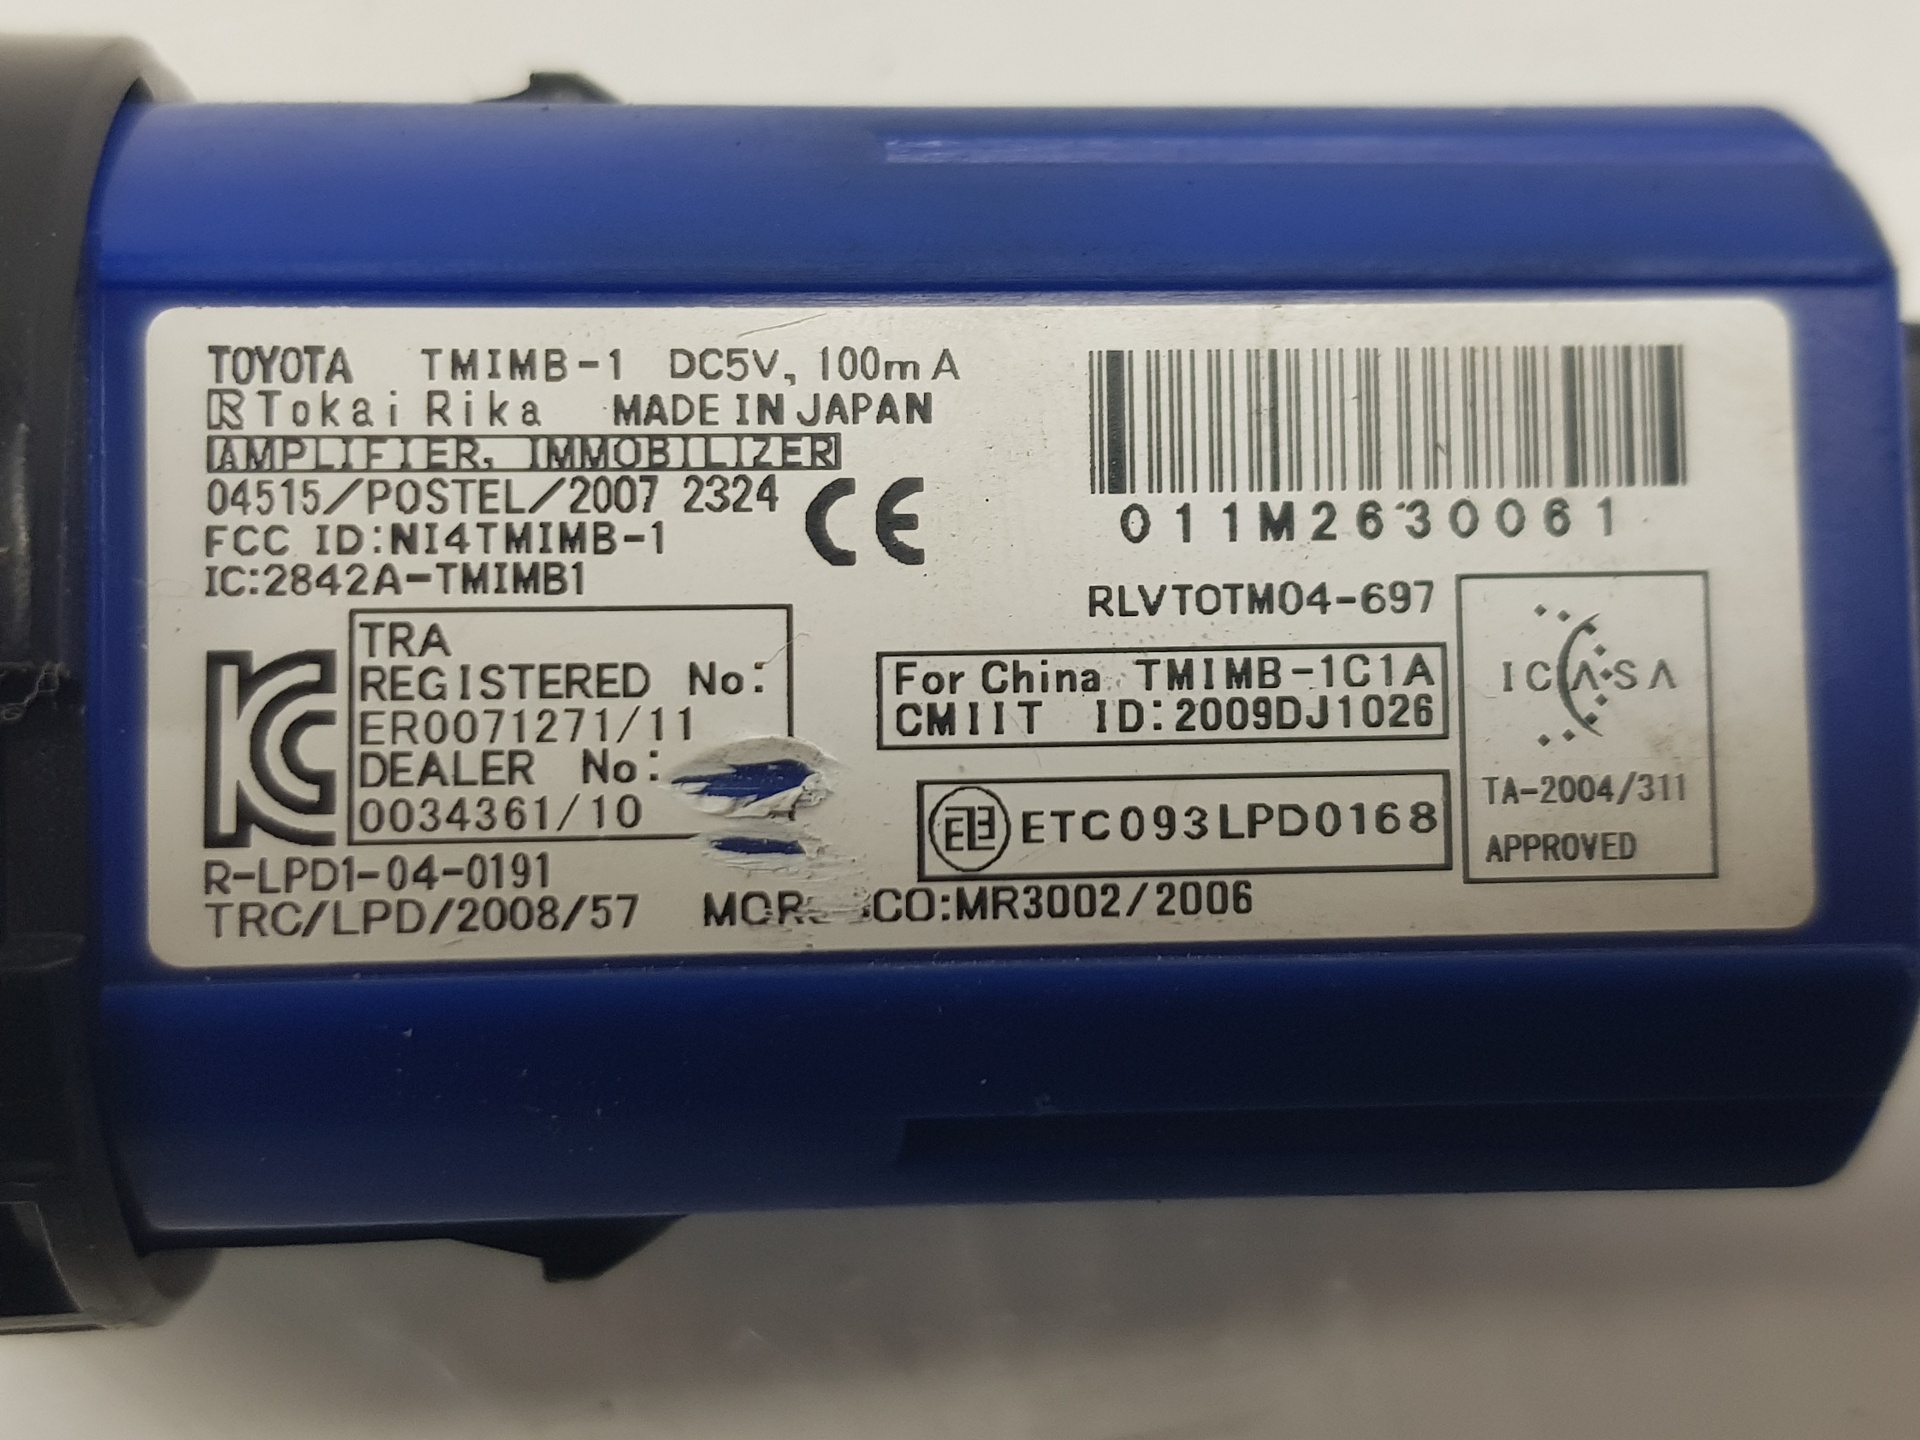 TOYOTA TMIMB-1 DC5V, 100mA
R Tokai Rika MADE IN JAPAN
AMPLIFIER, IMMOBILIZER
04515/POSTEL/2007 2324
CE
FCC ID:NI4TMIMB-1
IC:2842A-TMIMB1
KC
TRA
REGISTERED No:
ER0071271/11
DEALER No:
0034361/10
R-LPD1-04-0191
TRC/LPD/2008/57
011M2630061
RLVTOTM04-697
For China TMIMB-1C1A
CMIIT ID:2009DJ1026
ETC093LPD0168
CO:MR3002/2006
ICASA
TA-2004/311
APPROVED